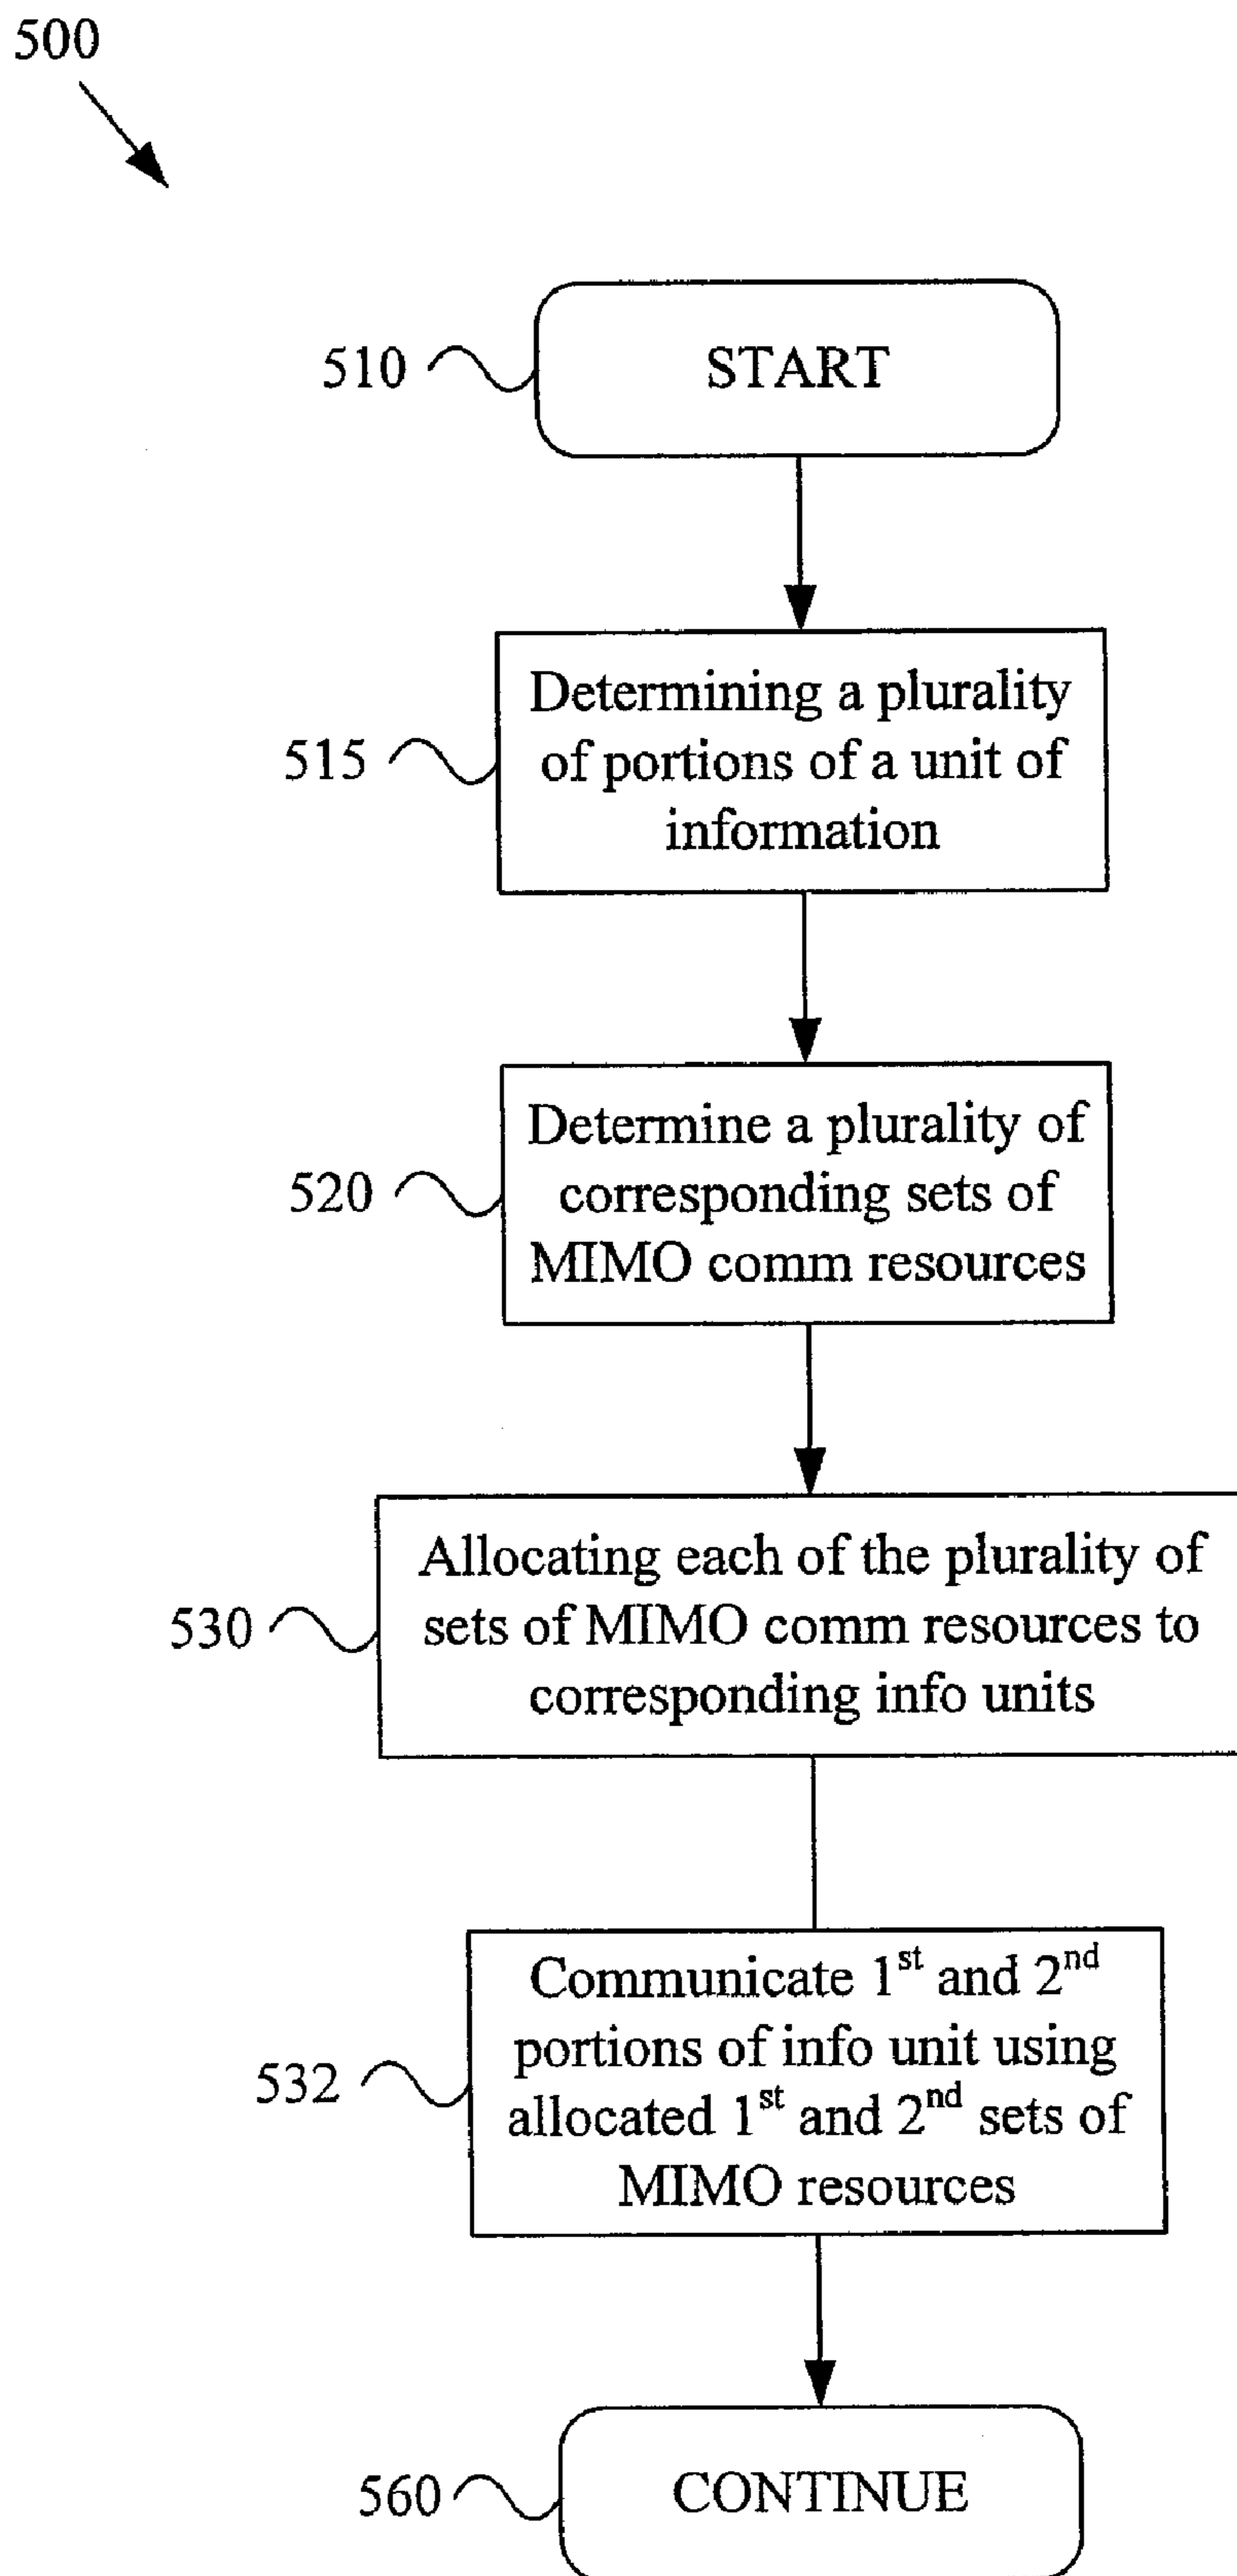 500
510
START
515
Determining a plurality
of portions of a unit of
information
520
Determine a plurality of
corresponding sets of
MIMO comm resources
530
Allocating each of the plurality of
sets of MIMO comm resources to
corresponding info units
532
Communicate 1st and 2nd
portions of info unit using
allocated 1st and 2nd sets of
MIMO resources
560
CONTINUE